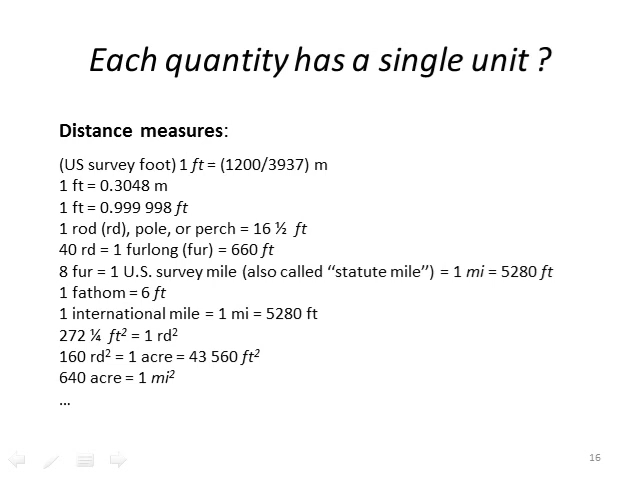 Each quantity has a single unit ?
Distance measures:
(US survey foot) 1 ft = (1200/3937) m
1 ft = 0.3048 m
1 ft = 0.999 998 ft
1 rod (rd), pole, or perch = 16 ½ ft
40 rd = 1 furlong (fur) = 660 ft
8 fur = 1 U.S. survey mile (also called “statute mile”) = 1 mi = 5280 ft
1 fathom = 6 ft
1 international mile = 1 mi = 5280 ft
272 ¼ ft² = 1 rd²
160 rd² = 1 acre = 43 560 ft²
640 acre = 1 mi²
…
16